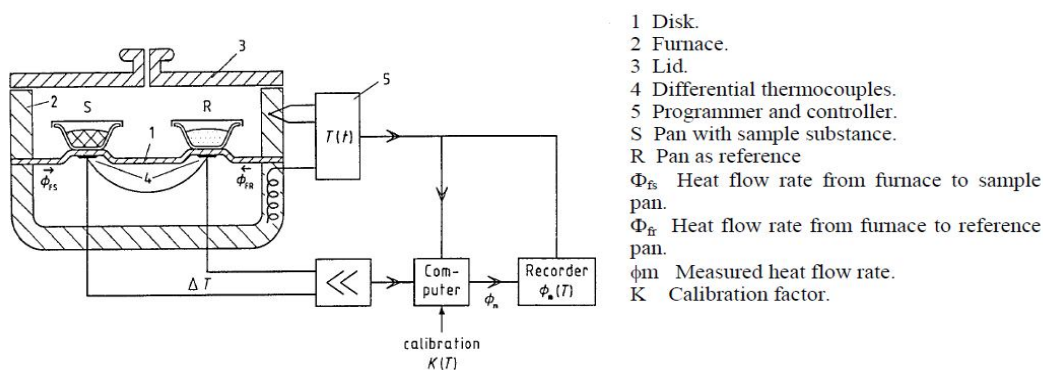 3
5
2
S
R
1
T(t)
4
ϕFS
ϕFR
ΔT
<<
Com-
puter
ϕm
Recorder
ϕm(T)
calibration
K(T)
1 Disk.
2 Furnace.
3 Lid.
4 Differential thermocouples.
5 Programmer and controller.
S Pan with sample substance.
R Pan as reference
Φfs Heat flow rate from furnace to sample
pan.
Φfr Heat flow rate from furnace to reference
pan.
ϕm Measured heat flow rate.
K Calibration factor.